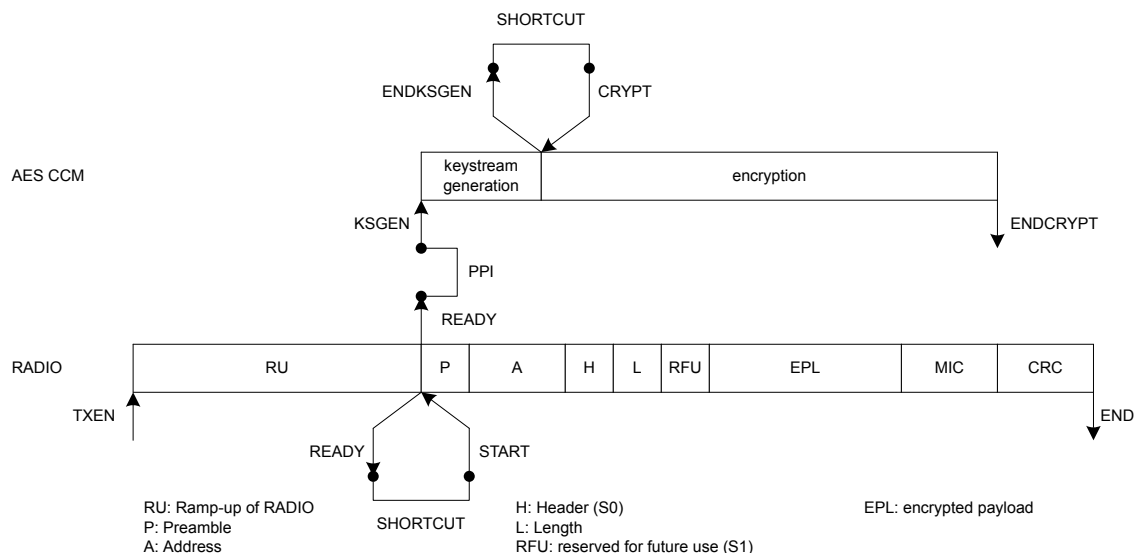 SHORTCUT
ENDKSGEN
CRYPT
AES CCM
keystream
generation
encryption
KSGEN
ENDCRYPT
PPI
READY
RADIO
RU
P
A
H
L
RFU
EPL
MIC
CRC
TXEN
END
READY
START
SHORTCUT
RU: Ramp-up of RADIO
P: Preamble
A: Address
H: Header (S0)
L: Length
RFU: reserved for future use (S1)
EPL: encrypted payload